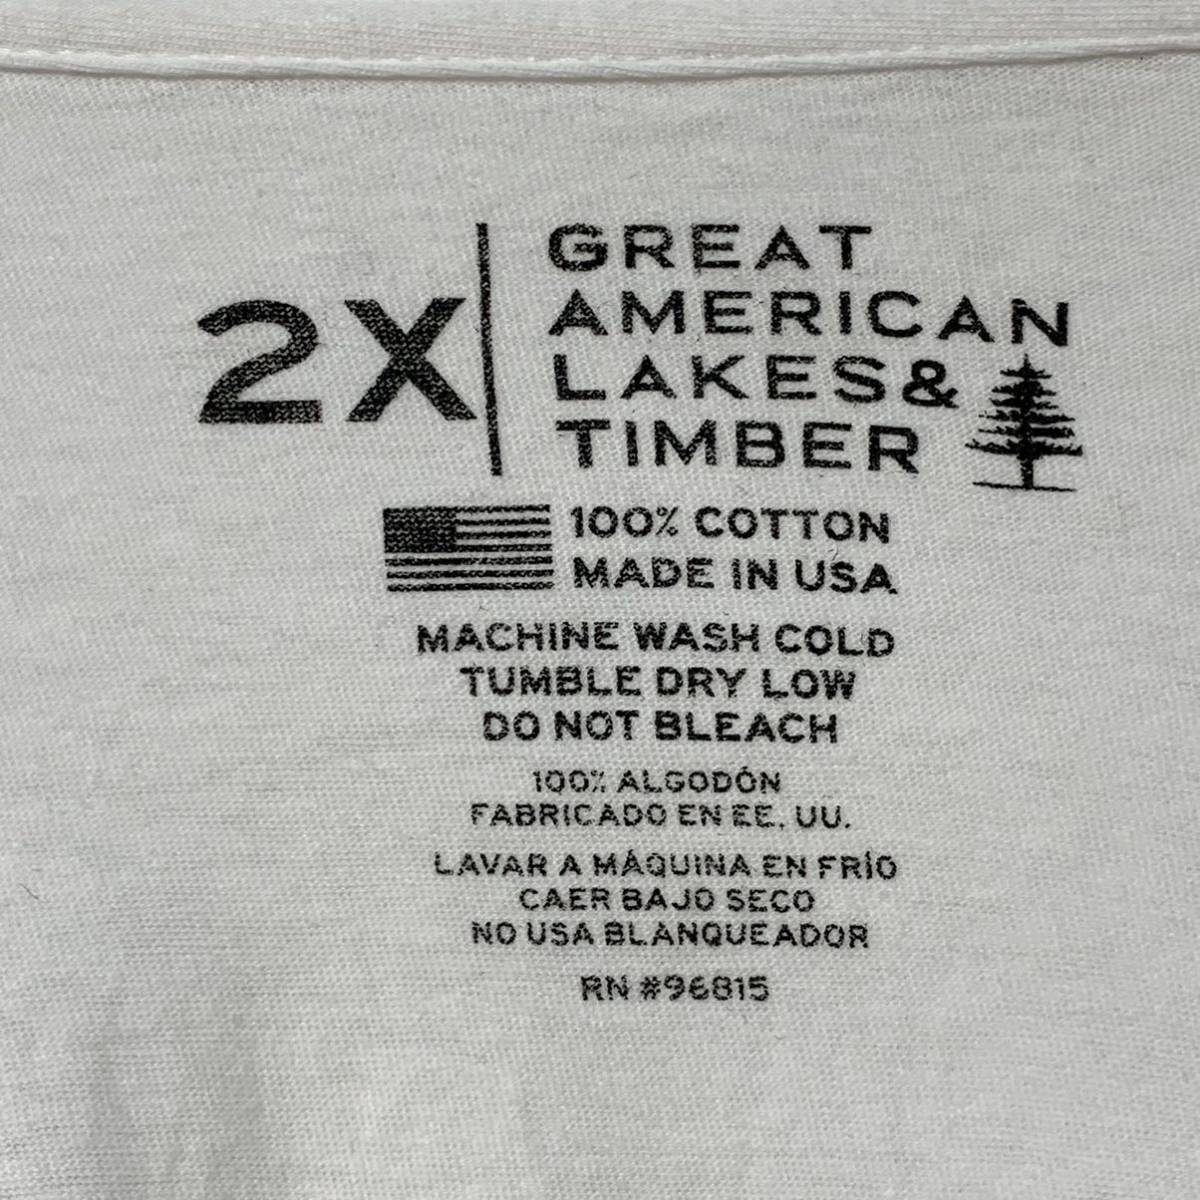 2X
GREAT
AMERICAN
LAKES&
TIMBER
100% COTTON
MADE IN USA
MACHINE WASH COLD
TUMBLE DRY LOW
DO NOT BLEACH
100% ALGODÓN
FABRICADO EN EE. UU.
LAVAR A MÁQUINA EN FRÍO
CAER BAJO SECO
NO USA BLANQUEADOR
RN #96815